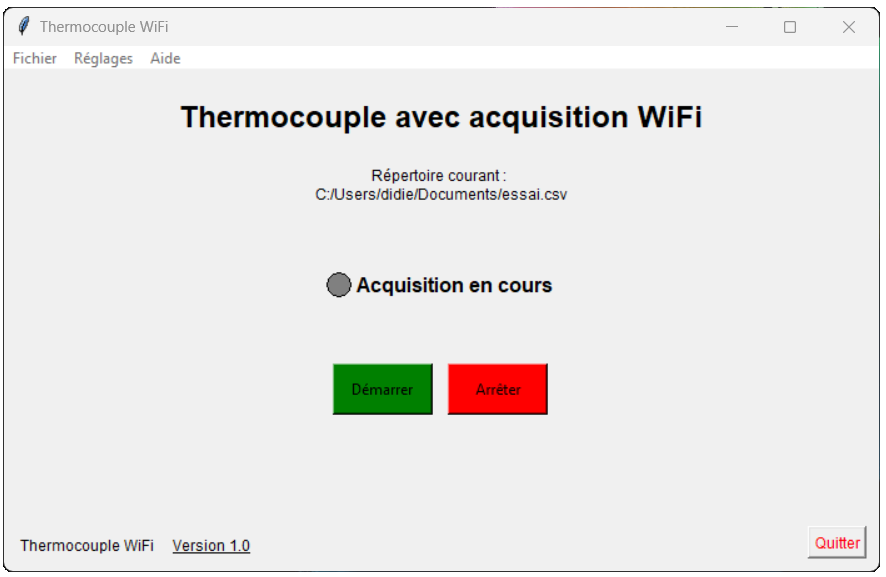 Thermocouple WiFi
Fichier Réglages Aide
Thermocouple avec acquisition WiFi
Répertoire courant :
C:/Users/didie/Documents/essai.csv
Acquisition en cours
Démarrer Arrêter
Thermocouple WiFi Version 1.0 Quitter